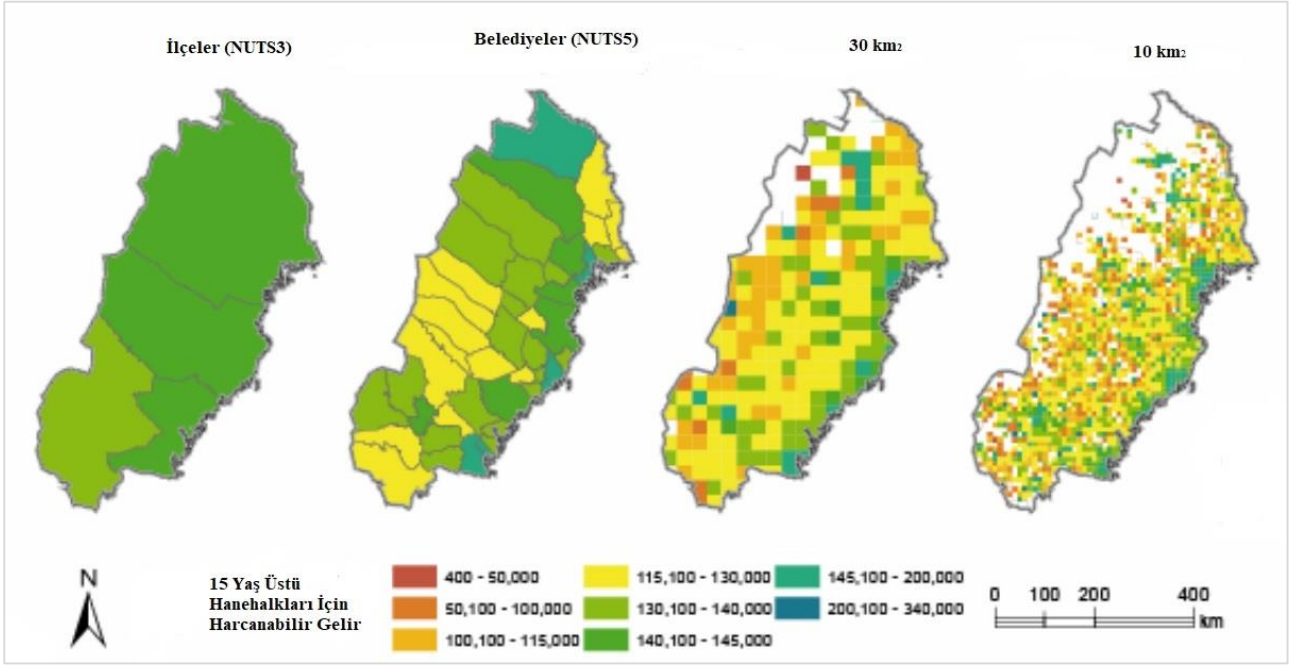 İlçeler (NUTS3)
Belediyeler (NUTS5)
30 km2
10 km2
N
15 Yaş Üstü
Hanehalkları İçin
Harcanabilir Gelir
400 - 50,000
50,100 - 100,000
100,100 - 115,000
115,100 - 130,000
130,100 - 140,000
140,100 - 145,000
145,100 - 200,000
200,100 - 340,000
0 100 200 400
km